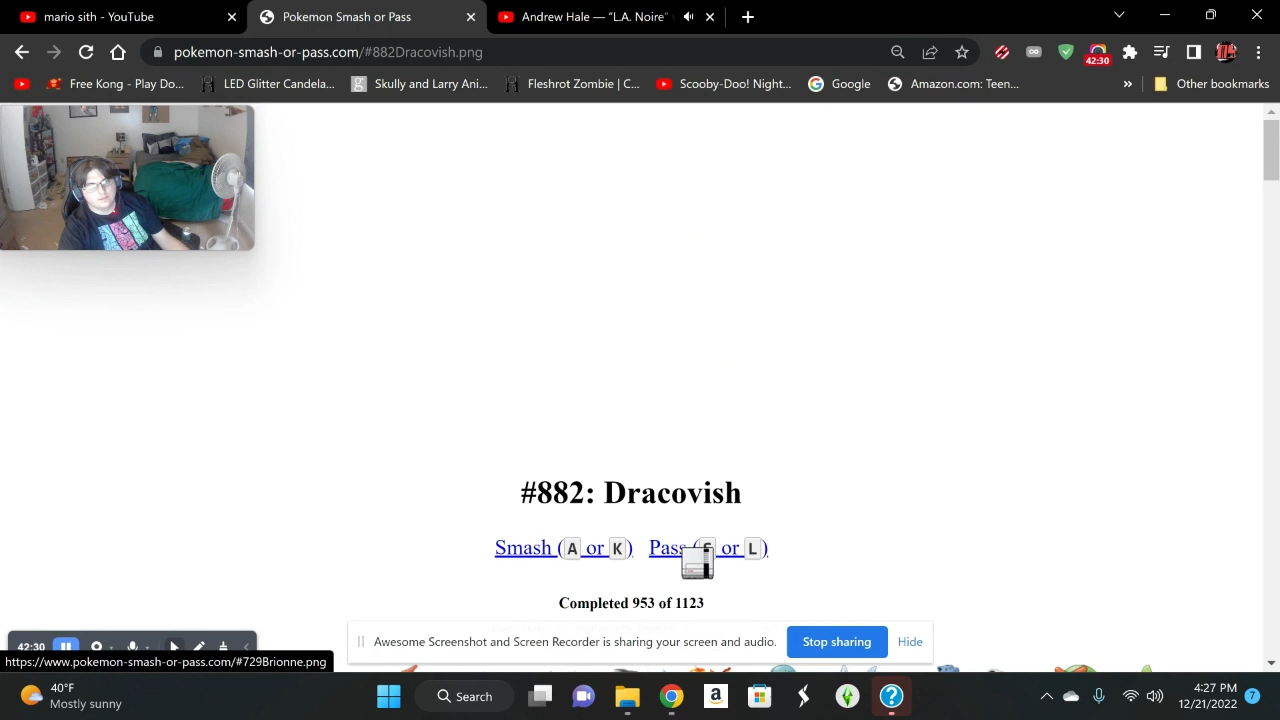 mario sith - YouTube
Pokemon Smash or Pass
Andrew Hale — "L.A. Noire"
pokemon-smash-or-pass.com/#882Dracovish.png
42:30
Free Kong - Play Do...
LED Glitter Candela...
Skully and Larry Ani...
Fleshrot Zombie | C...
Scooby-Doo! Night...
Google
Amazon.com: Teen...
»
Other bookmarks
#882: Dracovish
Smash (A or K) Pass ( or L)
Completed 953 of 1123
42:30
Awesome Screenshot and Screen Recorder is sharing your screen and audio.
Stop sharing
Hide
https://www.pokemon-smash-or-pass.com/#729Brionne.png
40°F
Mostly sunny
Search
4:27 PM
12/21/2022
7